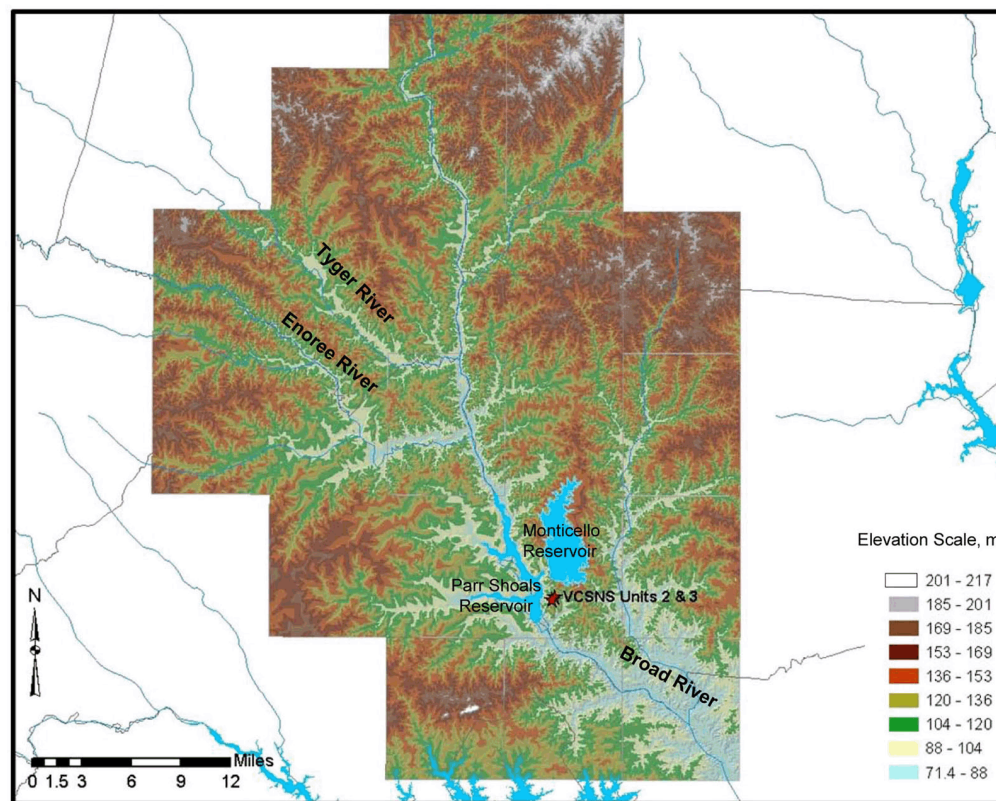 Tyger River
Enoree River
Monticello
Reservoir
Parr Shoals
Reservoir
VCSNS Units 2 & 3
Broad River
Elevation Scale, m
201 - 217
185 - 201
169 - 185
153 - 169
136 - 153
120 - 136
104 - 120
88 - 104
71.4 - 88
N
Miles
0 1.5 3 6 9 12